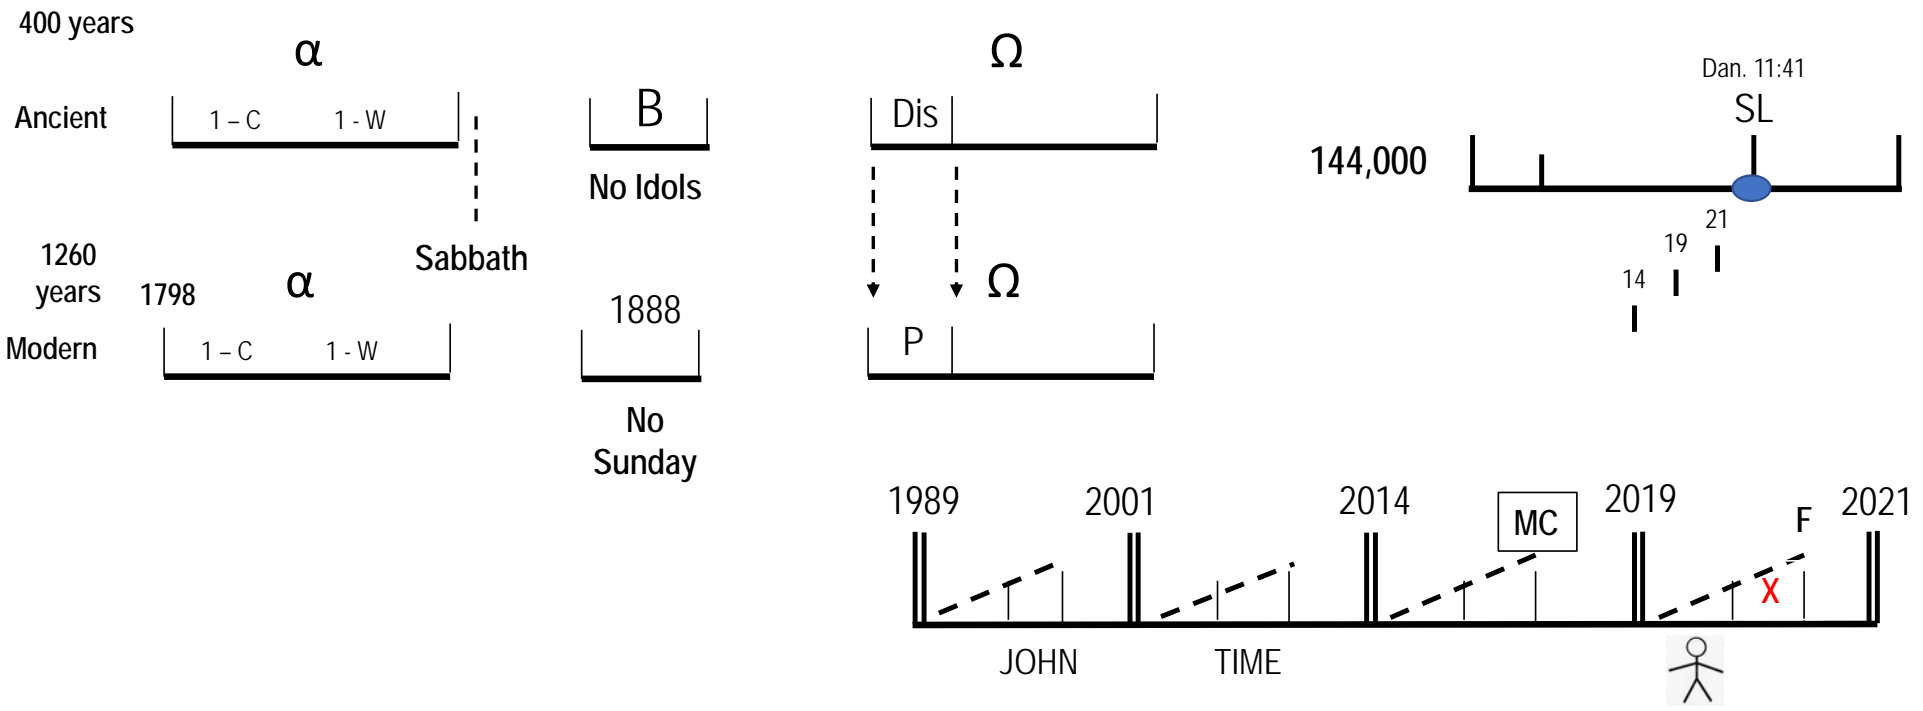 400 years
α
Ω
Ancient
1 – C
1 - W
B
Dis
No Idols
Dan. 11:41
SL
144,000
21
19
14
Sabbath
1260
years
1798
α
Ω
Modern
1 – C
1 - W
1888
P
No
Sunday
1989
2001
2014
MC
2019
F
2021
X
JOHN
TIME